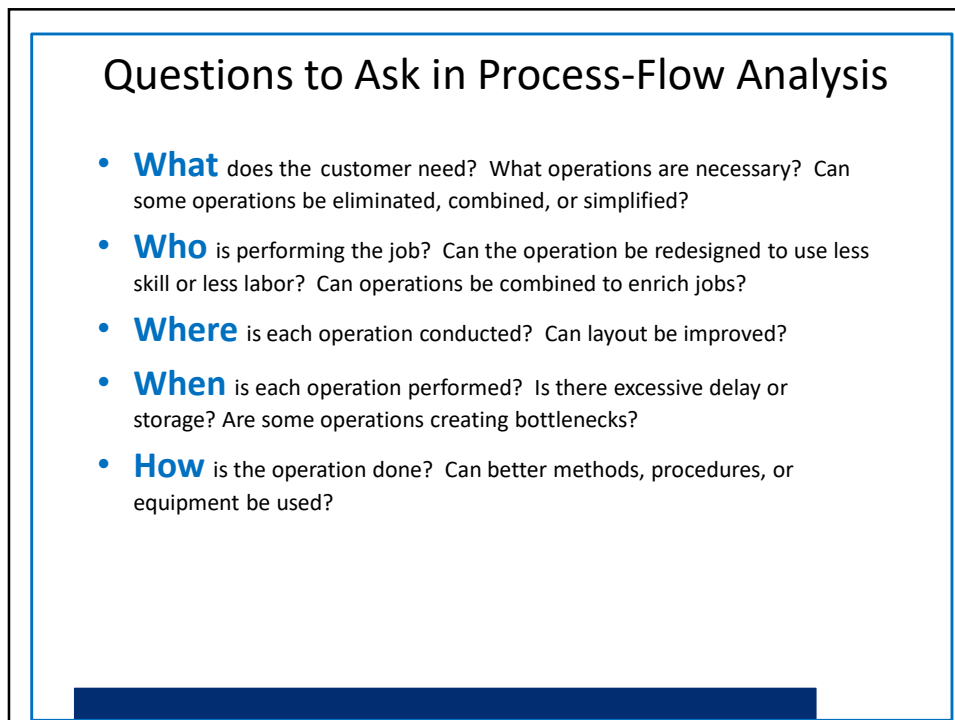 Questions to Ask in Process-Flow Analysis
• What does the customer need?  What operations are necessary?  Can
some operations be eliminated, combined, or simplified?
• Who is performing the job?  Can the operation be redesigned to use less
skill or less labor?  Can operations be combined to enrich jobs?
• Where is each operation conducted?  Can layout be improved?
• When is each operation performed?  Is there excessive delay or
storage? Are some operations creating bottlenecks?
• How is the operation done?  Can better methods, procedures, or
equipment be used?